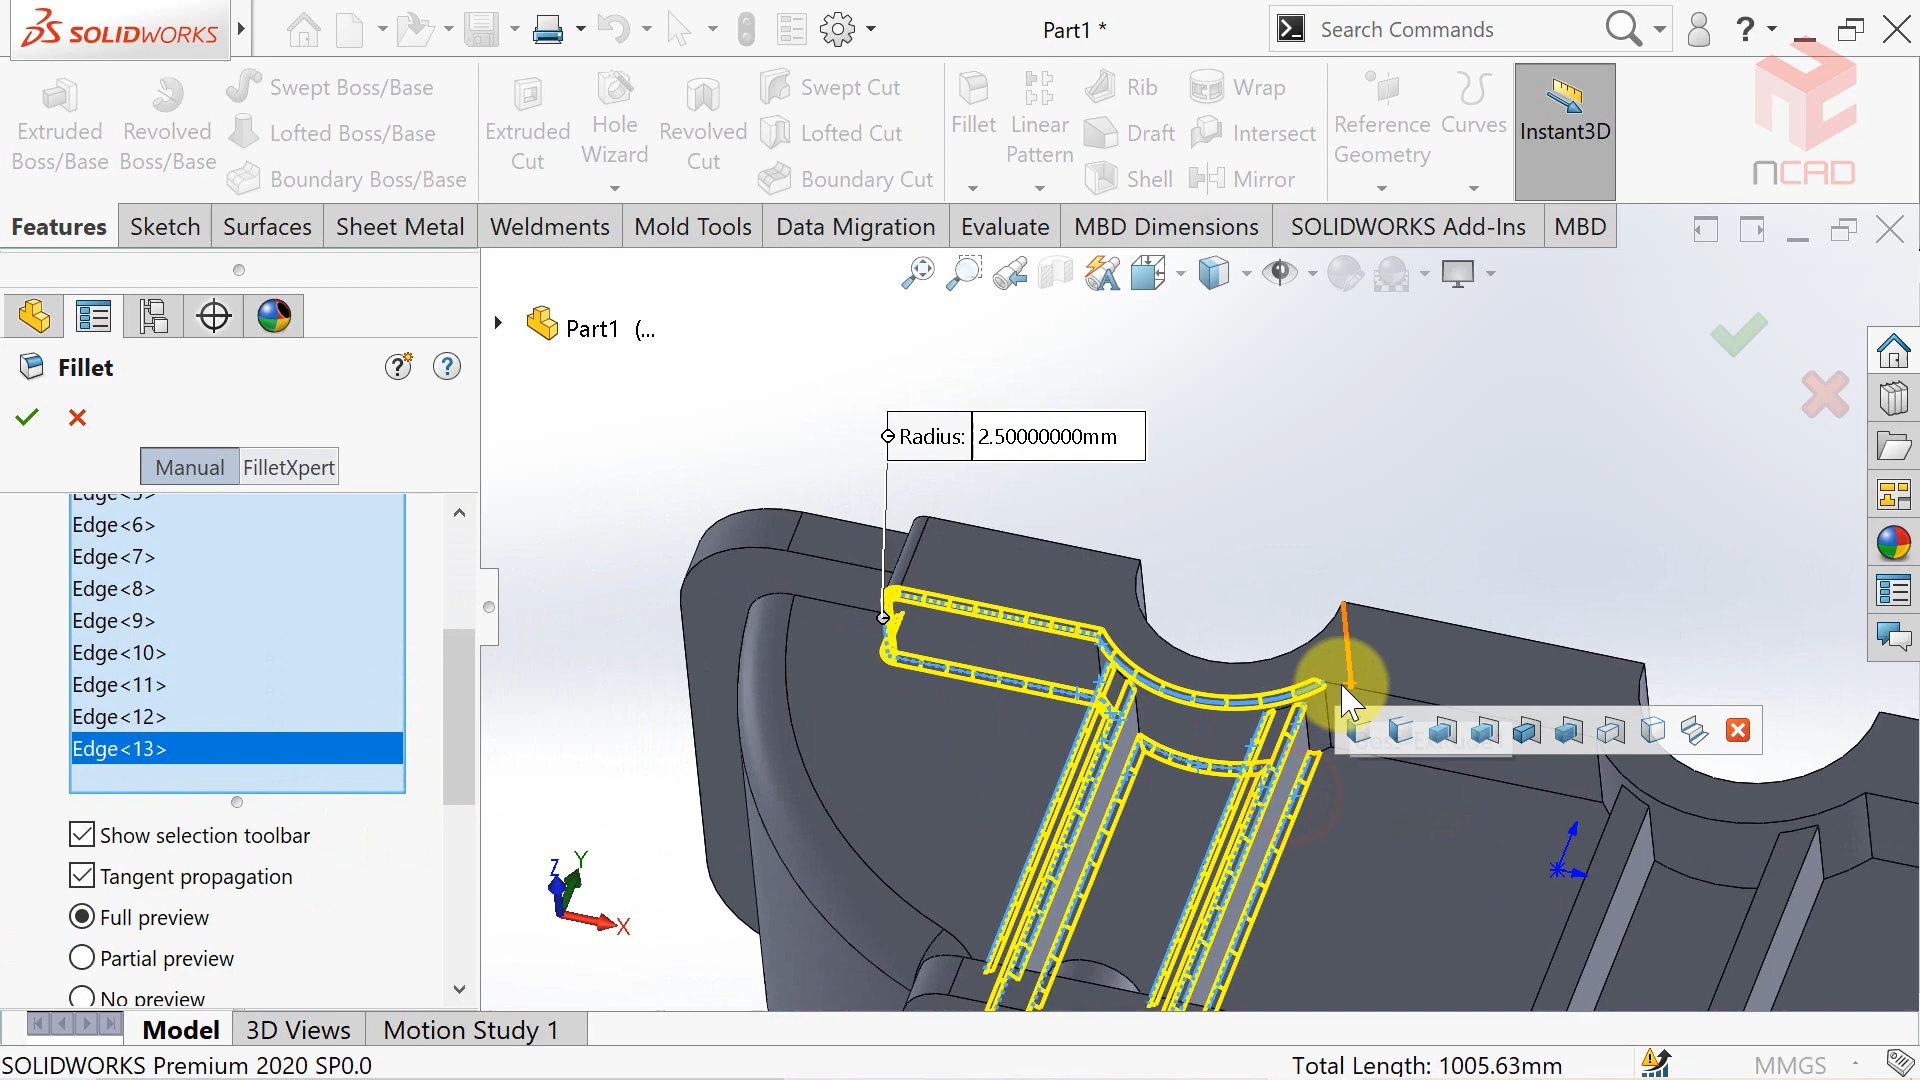 SOLIDWORKS
Part1 *
Search Commands
?
NCAD
Extruded Boss/Base
Revolved Boss/Base
Swept Boss/Base
Lofted Boss/Base
Boundary Boss/Base
Extruded Cut
Hole Wizard
Revolved Cut
Swept Cut
Lofted Cut
Boundary Cut
Fillet
Linear Pattern
Rib
Draft
Shell
Wrap
Intersect
Mirror
Reference Geometry
Curves
Instant3D
Features
Sketch
Surfaces
Sheet Metal
Weldments
Mold Tools
Data Migration
Evaluate
MBD Dimensions
SOLIDWORKS Add-Ins
MBD
Part1 (...
Fillet
Manual
FilletXpert
Edge<5>
Edge<6>
Edge<7>
Edge<8>
Edge<9>
Edge<10>
Edge<11>
Edge<12>
Edge<13>
Show selection toolbar
Tangent propagation
Full preview
Partial preview
No preview
Radius: 2.50000000mm
Z
Y
X
Model
3D Views
Motion Study 1
SOLIDWORKS Premium 2020 SP0.0
Total Length: 1005.63mm
MMGS